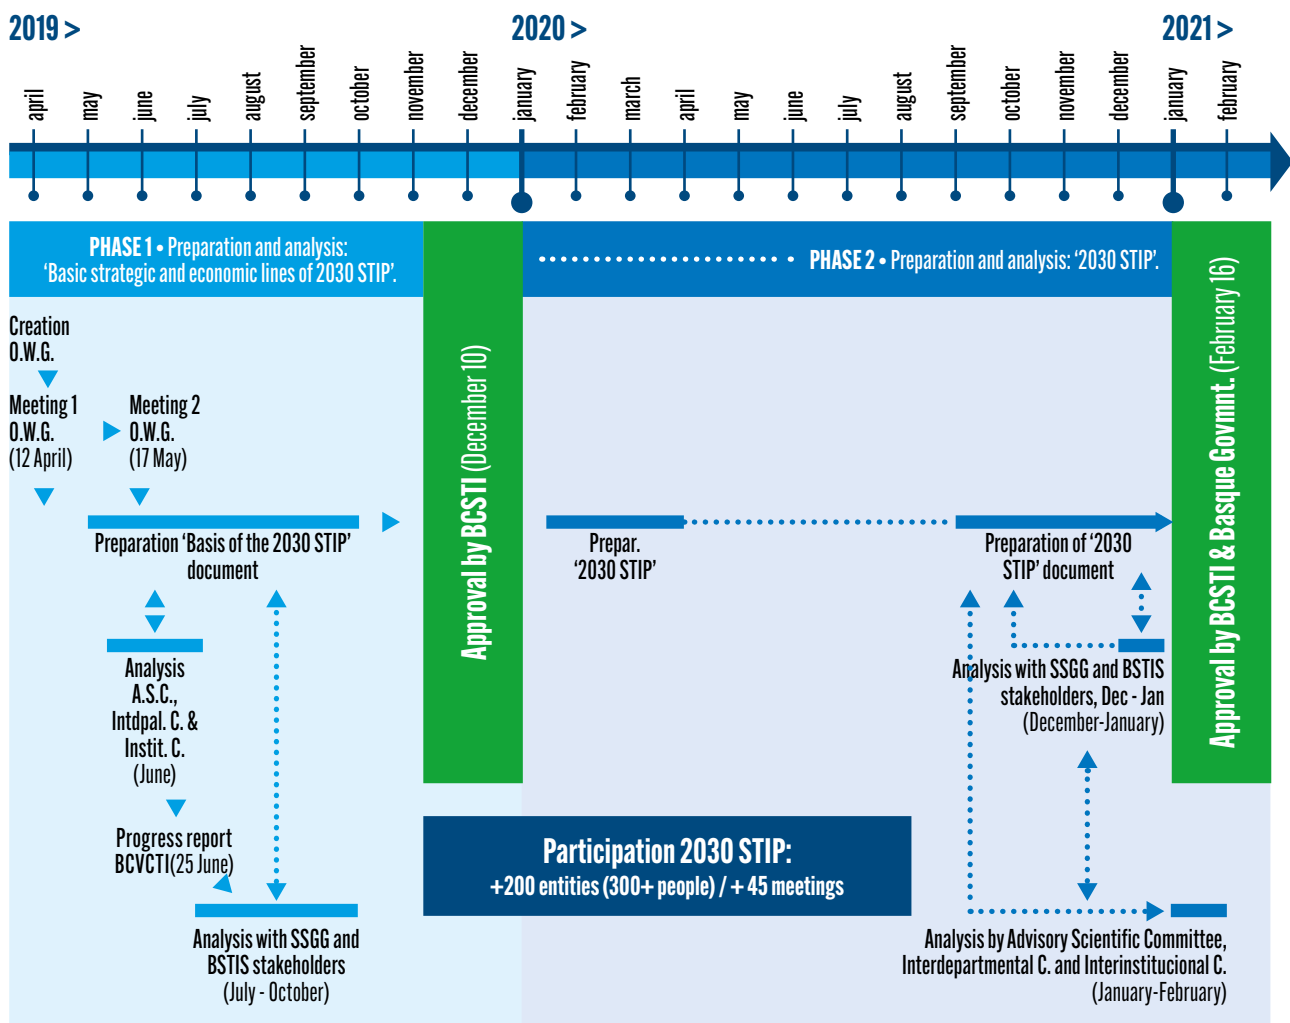 2019 >
2020 >
2021 >
april
may
june
july
august
september
october
november
december
january
february
march
april
may
june
july
august
september
october
november
december
january
february
PHASE 1 • Preparation and analysis:
‘Basic strategic and economic lines of 2030 STIP’.
PHASE 2 • Preparation and analysis: ‘2030 STIP’.
Creation
O.W.G.
Meeting 1
O.W.G.
(12 April)
Meeting 2
O.W.G.
(17 May)
Preparation ‘Basis of the 2030 STIP’
document
Analysis
A.S.C.,
Intdpal. C. &
Instit. C.
(June)
Progress report
BCVCTI(25 June)
Analysis with SSGG and
BSTIS stakeholders
(July - October)
Approval by BCSTI (December 10)
Prepar.
‘2030 STIP’
Preparation of ‘2030
STIP’ document
Analysis with SSGG and BSTIS
stakeholders, Dec - Jan
(December-January)
Participation 2030 STIP:
+200 entities (300+ people) / + 45 meetings
Analysis by Advisory Scientific Committee,
Interdepartmental C. and Interinstitucional C.
(January-February)
Approval by BCSTI & Basque Govmnt. (February 16)